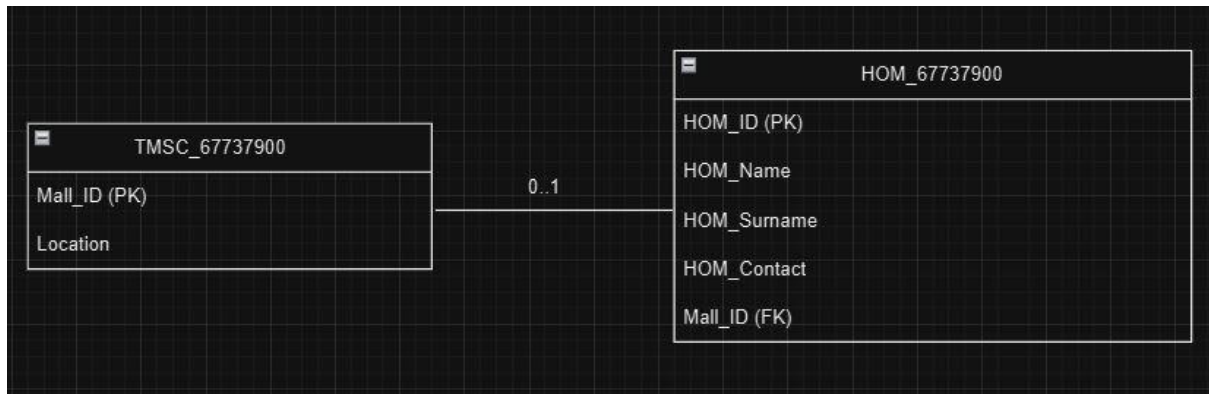 TMSC_67737900
Mall_ID (PK)
Location
0..1
HOM_67737900
HOM_ID (PK)
HOM_Name
HOM_Surname
HOM_Contact
Mall_ID (FK)